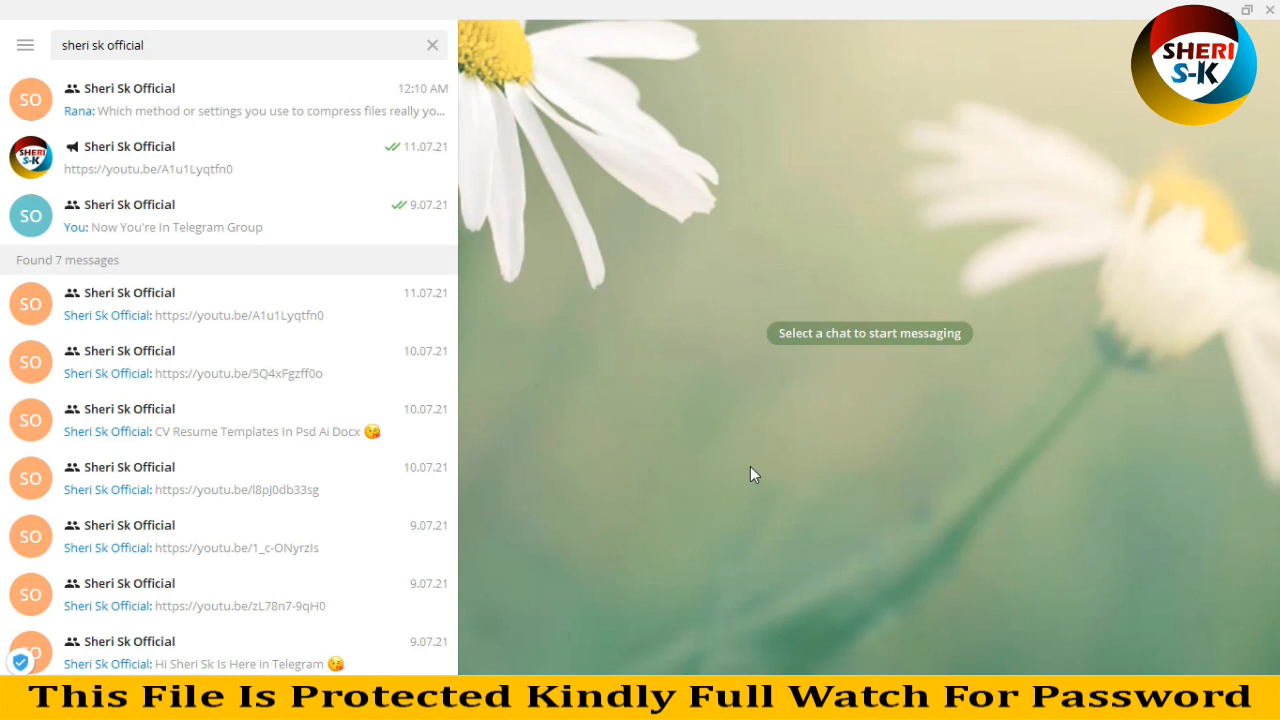 sheri sk official
SO
Sheri Sk Official
12:10 AM
Rana: Which method or settings you use to compress files really yo...
SHERI
S-K
Sheri Sk Official
11.07.21
https://youtu.be/A1u1Lyqtfn0
SO
Sheri Sk Official
9.07.21
You: Now You're In Telegram Group
Found 7 messages
SO
Sheri Sk Official
11.07.21
Sheri Sk Official: https://youtu.be/A1u1Lyqtfn0
SO
Sheri Sk Official
10.07.21
Sheri Sk Official: https://youtu.be/5Q4xFgzff0o
SO
Sheri Sk Official
10.07.21
Sheri Sk Official: CV Resume Templates In Psd Ai Docx 😘
SO
Sheri Sk Official
10.07.21
Sheri Sk Official: https://youtu.be/l8pJ0db33sg
SO
Sheri Sk Official
9.07.21
Sheri Sk Official: https://youtu.be/1_c-ONyrzIs
SO
Sheri Sk Official
9.07.21
Sheri Sk Official: https://youtu.be/zL78n7-9qH0
SO
Sheri Sk Official
9.07.21
Sheri Sk Official: Hi Sheri Sk Is Here in Telegram 😘
Select a chat to start messaging
SHERI
S-K
This File Is Protected Kindly Full Watch For Password